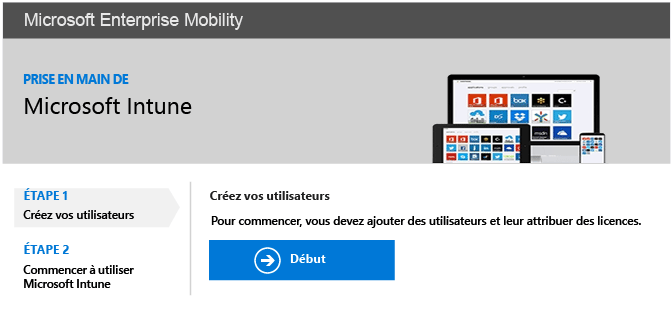 Microsoft Enterprise Mobility
PRISE EN MAIN DE
Microsoft Intune
box
ÉTAPE 1
Créez vos utilisateurs
ÉTAPE 2
Commencer à utiliser
Microsoft Intune
Créez vos utilisateurs
Pour commencer, vous devez ajouter des utilisateurs et leur attribuer des licences.
Début